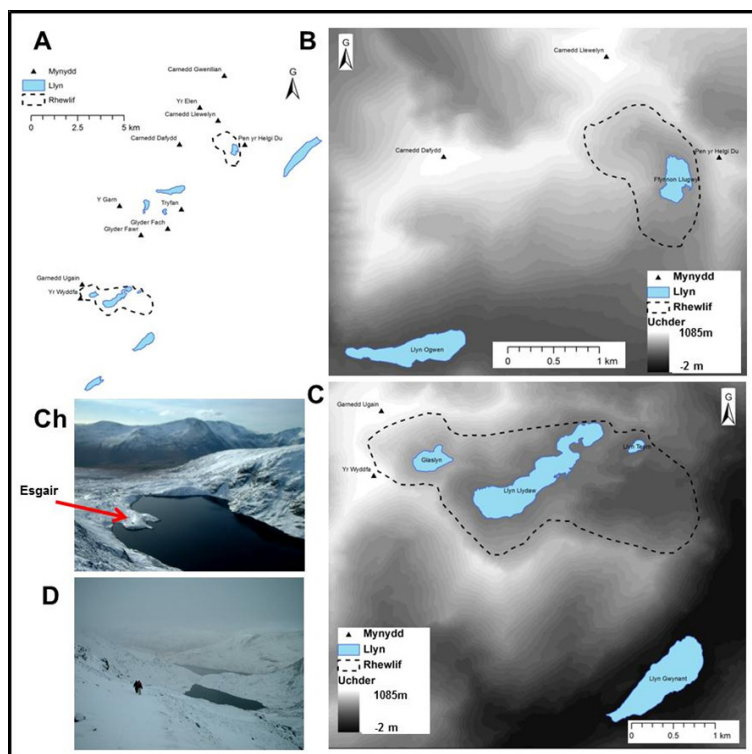 A
G
Mynydd
Llyn
Rhewlif
0 2.5 5 km
Carnedd Gwenllian
Yr Elen
Carnedd Llewelyn
Carnedd Dafydd
Pen yr Helgi Du
Y Garn
Tryfan
Glyder Fach
Glyder Fawr
Garnedd Ugain
Yr Wyddfa
B
G
Carnedd Llewelyn
Carnedd Dafydd
Pen yr Helgi Du
Ffynnon Llugwy
Llyn Ogwen
0 0.5 1 km
Mynydd
Llyn
Rhewlif
Uchder
1085m
-2 m
Ch
Esgair
D
C
G
Garnedd Ugain
Yr Wyddfa
Glaslyn
Llyn Llydaw
Llyn Teyrn
Llyn Gwynant
Mynydd
Llyn
Rhewlif
Uchder
1085m
-2 m
0 0.5 1 km